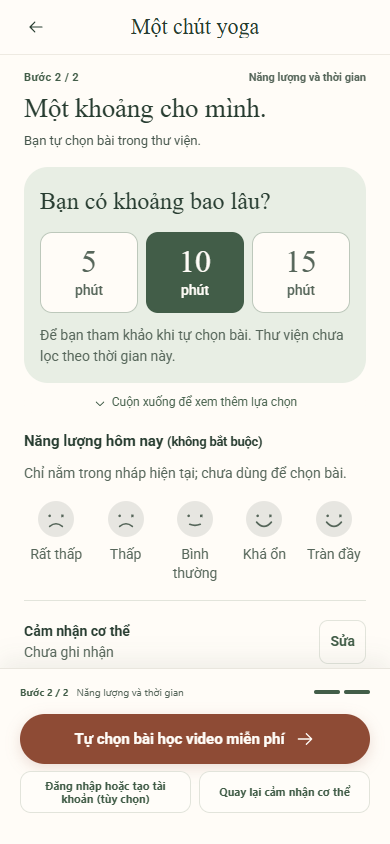 Một chút yoga
Bước 2 / 2
Năng lượng và thời gian
Một khoảng cho mình.
Bạn tự chọn bài trong thư viện.
Bạn có khoảng bao lâu?
5
phút
10
phút
15
phút
Để bạn tham khảo khi tự chọn bài. Thư viện chưa
lọc theo thời gian này.
Cuộn xuống để xem thêm lựa chọn
Năng lượng hôm nay (không bắt buộc)
Chỉ nằm trong nháp hiện tại; chưa dùng để chọn bài.
Rất thấp
Thấp
Bình
thường
Khá ổn
Tràn đầy
Cảm nhận cơ thể
Chưa ghi nhận
Sửa
Bước 2 / 2 Năng lượng và thời gian
Tự chọn bài học video miễn phí
Đăng nhập hoặc tạo tài
khoản (tùy chọn)
Quay lại cảm nhận cơ thể